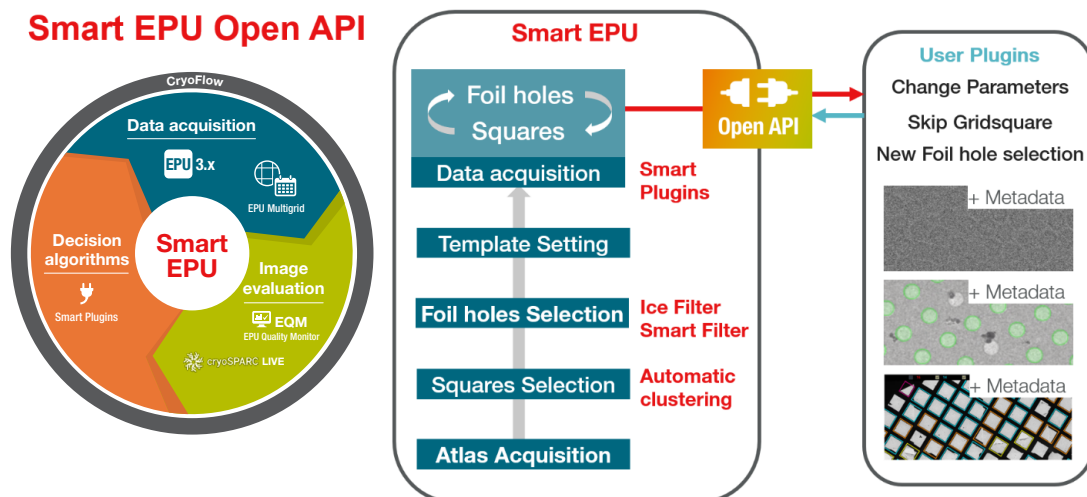 Smart EPU Open API
CryoFlow
Data acquisition
EPU 3.x
EPU Multigrid
Decision
algorithms
Smart Plugins
Smart
EPU
Image
evaluation
EQM
EPU Quality Monitor
cryoSPARC LIVE
Smart EPU
Foil holes
Squares
Data acquisition
Smart
Plugins
Template Setting
Foil holes Selection
Ice Filter
Smart Filter
Squares Selection
Automatic
clustering
Atlas Acquisition
Open API
User Plugins
Change Parameters
Skip Gridsquare
New Foil hole selection
+ Metadata
+ Metadata
+ Metadata